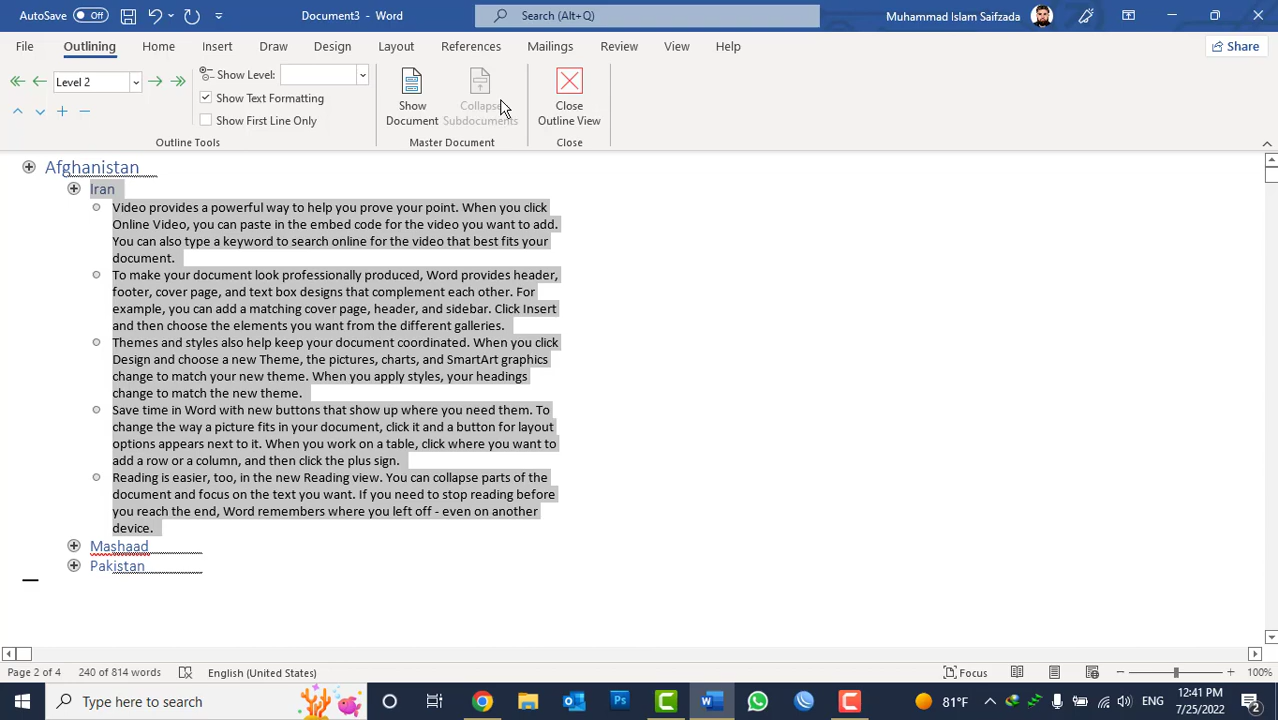 AutoSave Off
Document3 - Word
Search (Alt+Q)
Muhammad Islam Saifzada
File Outlining Home Insert Draw Design Layout References Mailings Review View Help
Share
Level 2
Show Level:
Show Text Formatting
Show First Line Only
Show
Document
Collapse
Subdocuments
Close
Outline View
Outline Tools
Master Document
Close
Afghanistan
Iran
Video provides a powerful way to help you prove your point. When you click
Online Video, you can paste in the embed code for the video you want to add.
You can also type a keyword to search online for the video that best fits your
document.
To make your document look professionally produced, Word provides header,
footer, cover page, and text box designs that complement each other. For
example, you can add a matching cover page, header, and sidebar. Click Insert
and then choose the elements you want from the different galleries.
Themes and styles also help keep your document coordinated. When you click
Design and choose a new Theme, the pictures, charts, and SmartArt graphics
change to match your new theme. When you apply styles, your headings
change to match the new theme.
Save time in Word with new buttons that show up where you need them. To
change the way a picture fits in your document, click it and a button for layout
options appears next to it. When you work on a table, click where you want to
add a row or a column, and then click the plus sign.
Reading is easier, too, in the new Reading view. You can collapse parts of the
document and focus on the text you want. If you need to stop reading before
you reach the end, Word remembers where you left off - even on another
device.
Mashaad
Pakistan
Page 2 of 4 240 of 814 words English (United States)
Focus
100%
Type here to search
81°F
ENG
12:41 PM
7/25/2022
2